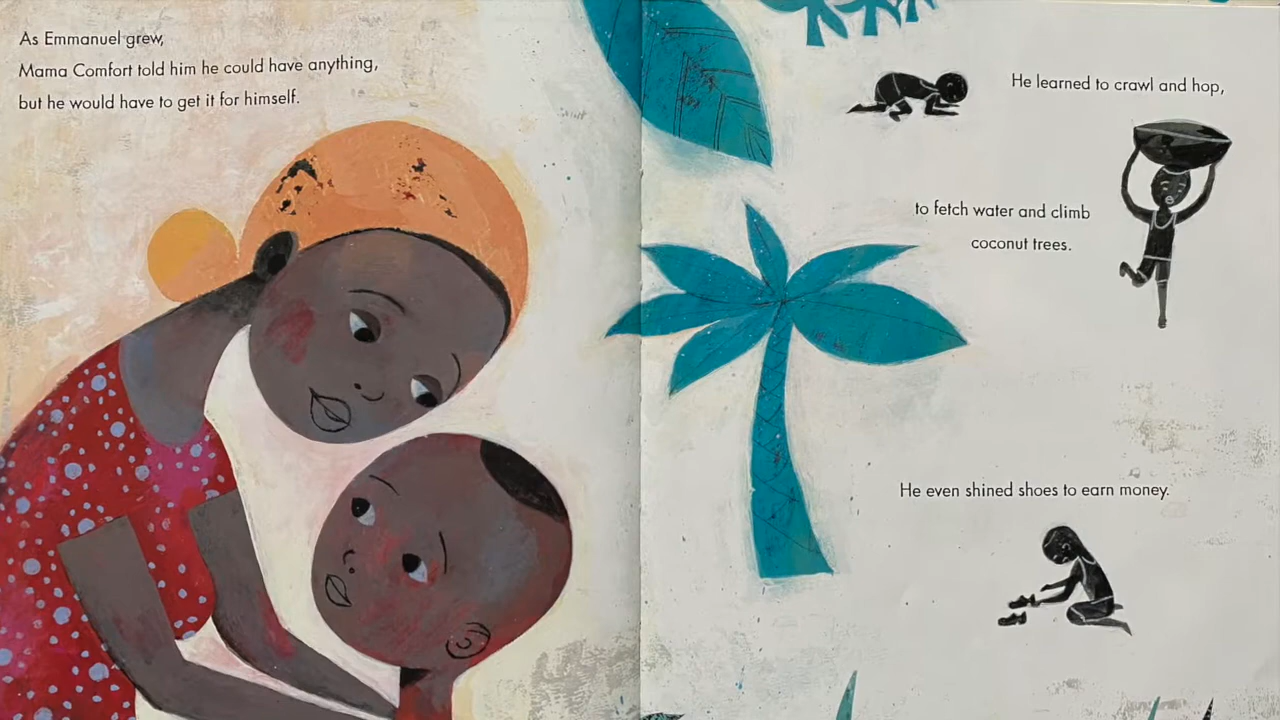 As Emmanuel grew,
Mama Comfort told him he could have anything,
but he would have to get it for himself.
He learned to crawl and hop,
to fetch water and climb
coconut trees.
He even shined shoes to earn money.